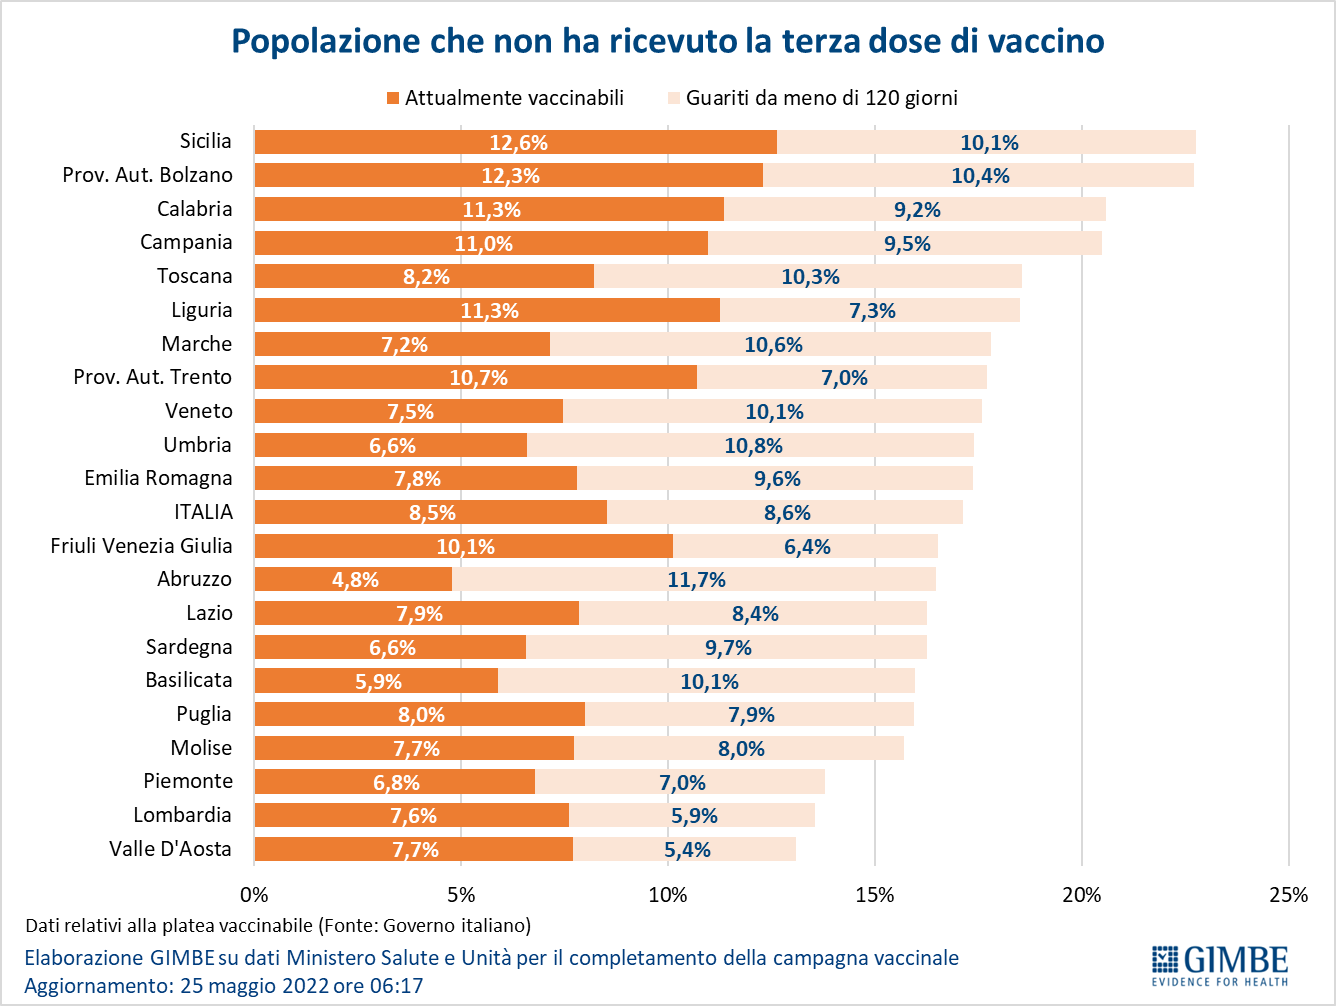 Popolazione che non ha ricevuto la terza dose di vaccino
Attualmente vaccinabili Guariti da meno di 120 giorni
Sicilia 12,6% 10,1%
Prov. Aut. Bolzano 12,3% 10,4%
Calabria 11,3% 9,2%
Campania 11,0% 9,5%
Toscana 8,2% 10,3%
Liguria 11,3% 7,3%
Marche 7,2% 10,6%
Prov. Aut. Trento 10,7% 7,0%
Veneto 7,5% 10,1%
Umbria 6,6% 10,8%
Emilia Romagna 7,8% 9,6%
ITALIA 8,5% 8,6%
Friuli Venezia Giulia 10,1% 6,4%
Abruzzo 4,8% 11,7%
Lazio 7,9% 8,4%
Sardegna 6,6% 9,7%
Basilicata 5,9% 10,1%
Puglia 8,0% 7,9%
Molise 7,7% 8,0%
Piemonte 6,8% 7,0%
Lombardia 7,6% 5,9%
Valle D'Aosta 7,7% 5,4%
0% 5% 10% 15% 20% 25%
Dati relativi alla platea vaccinabile (Fonte: Governo italiano)
Elaborazione GIMBE su dati Ministero Salute e Unità per il completamento della campagna vaccinale
Aggiornamento: 25 maggio 2022 ore 06:17
GIMBE
EVIDENCE FOR HEALTH